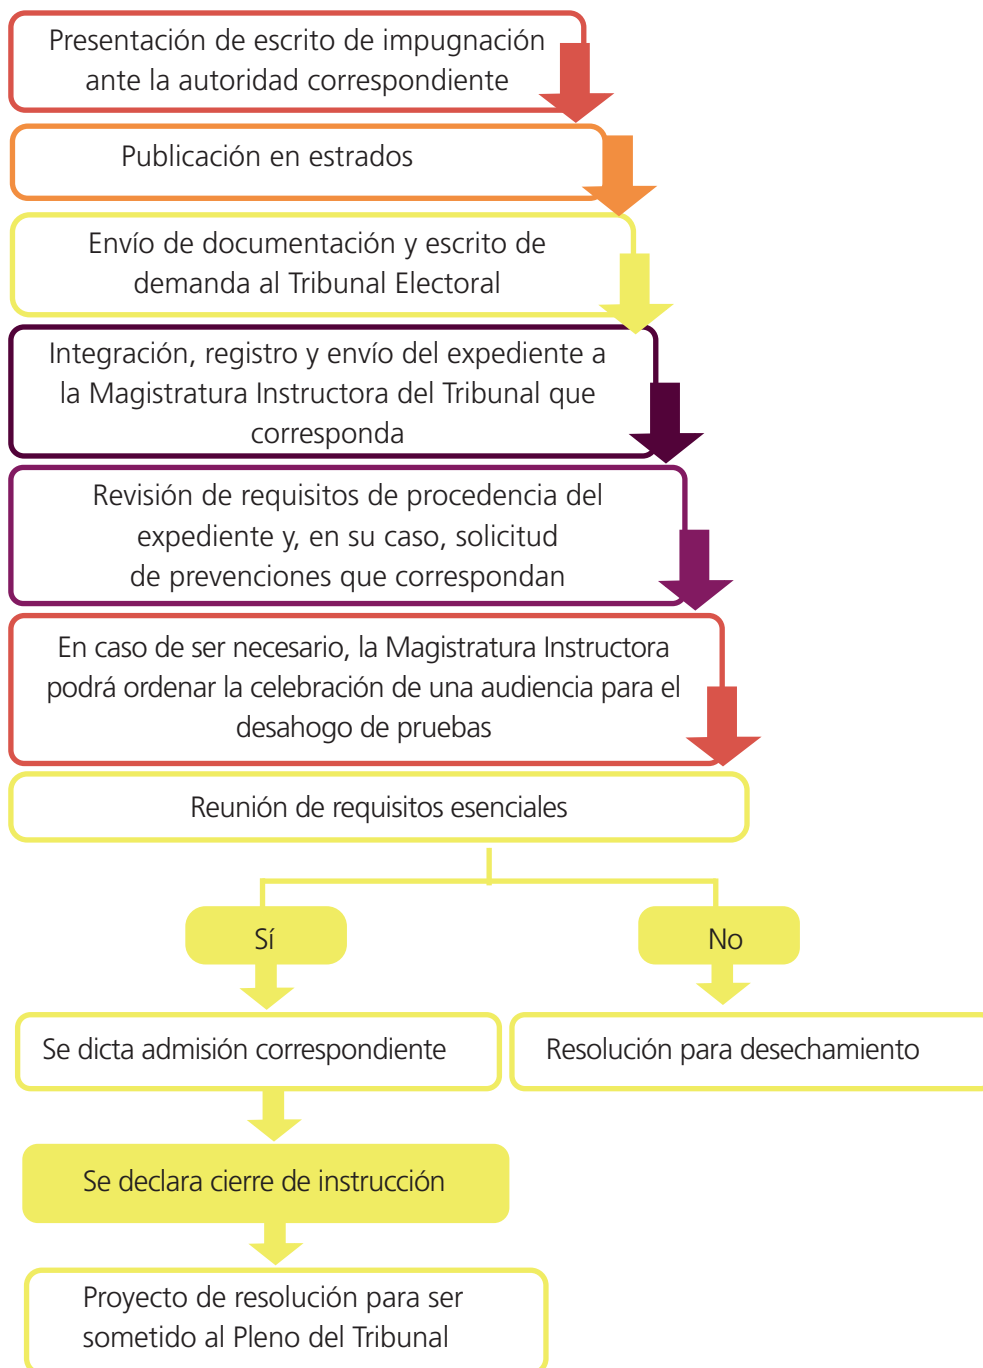 Presentación de escrito de impugnación
ante la autoridad correspondiente
Publicación en estrados
Envío de documentación y escrito de
demanda al Tribunal Electoral
Integración, registro y envío del expediente a
la Magistratura Instructora del Tribunal que
corresponda
Revisión de requisitos de procedencia del
expediente y, en su caso, solicitud
de prevenciones que correspondan
En caso de ser necesario, la Magistratura Instructora
podrá ordenar la celebración de una audiencia para el
desahogo de pruebas
Reunión de requisitos esenciales
Sí
No
Se dicta admisión correspondiente
Resolución para desechamiento
Se declara cierre de instrucción
Proyecto de resolución para ser
sometido al Pleno del Tribunal